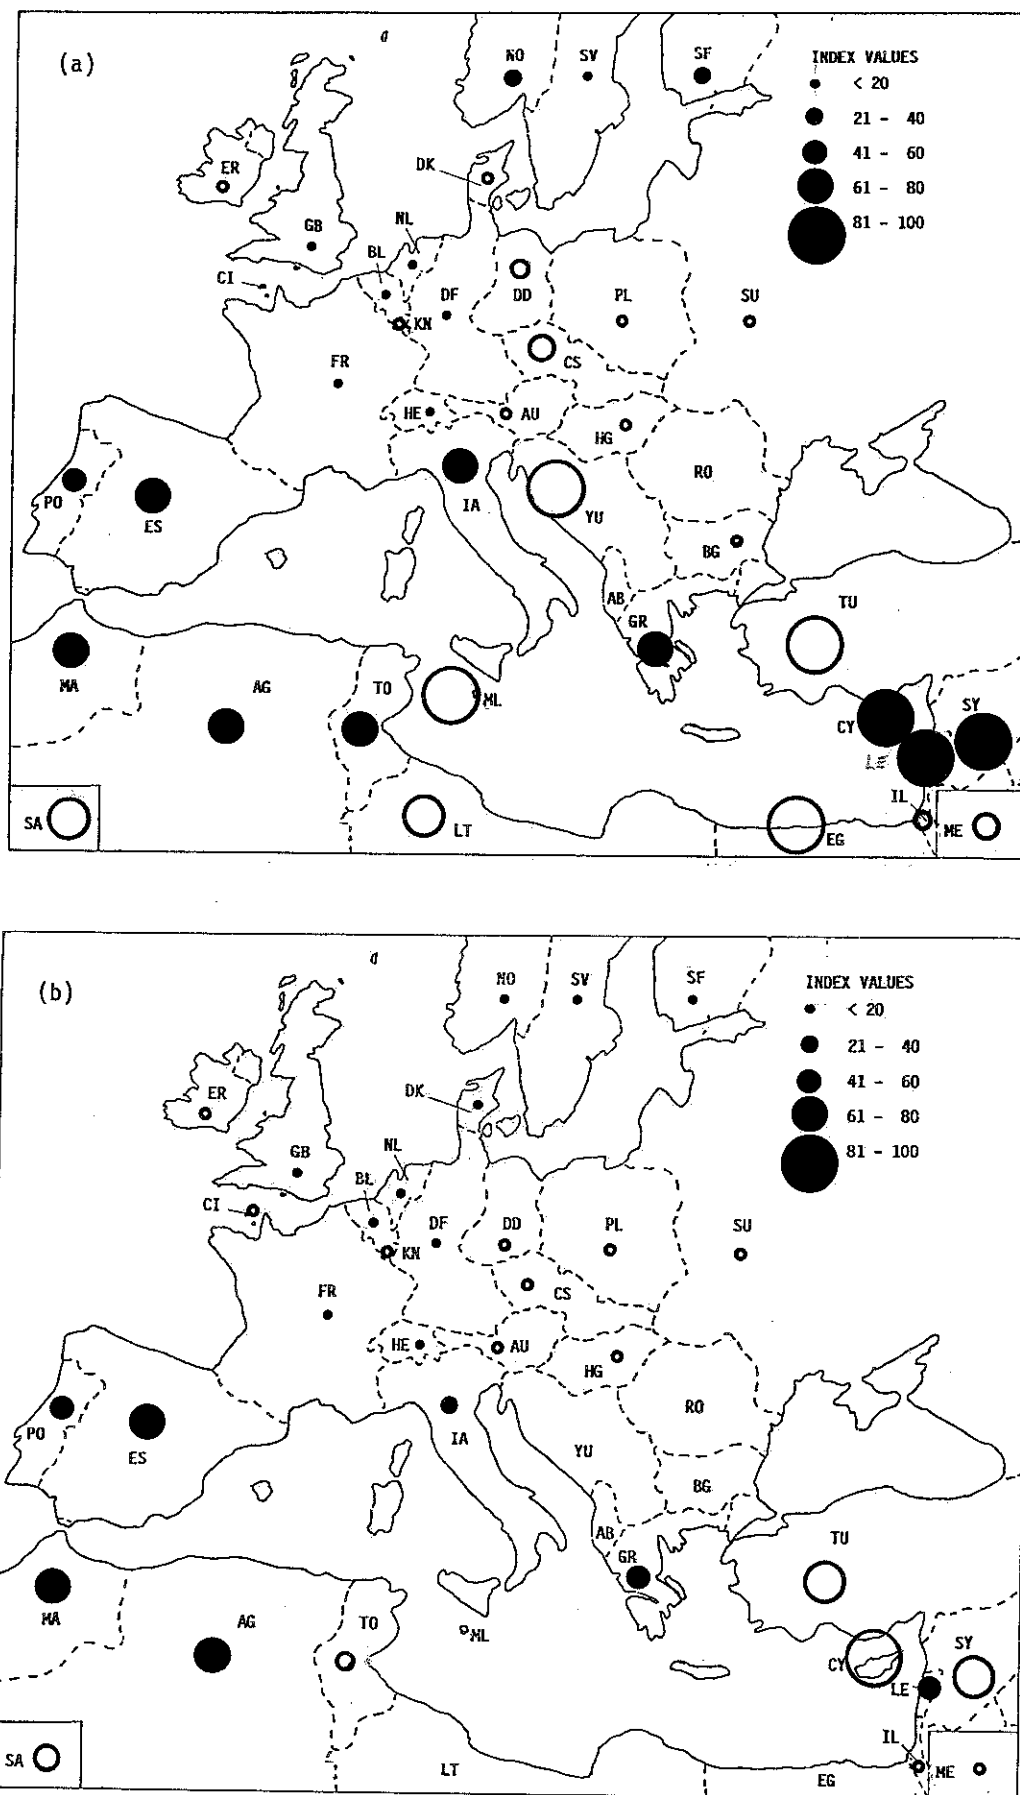 (a)
NO
SV
SF
INDEX VALUES
< 20
21 - 40
41 - 60
61 - 80
81 - 100
ER
DK
GB
NL
BL
CI
KN
DF
DD
PL
SU
FR
CS
HE
AU
HG
RO
PO
ES
IA
YU
BG
AB
GR
TU
MA
AG
TO
ML
CY
SY
LE
SA
LT
EG
IL
ME
(b)
NO
SV
SF
INDEX VALUES
< 20
21 - 40
41 - 60
61 - 80
81 - 100
ER
DK
GB
NL
BL
CI
KN
DF
DD
PL
SU
FR
CS
HE
AU
HG
RO
PO
ES
IA
YU
BG
AB
GR
TU
MA
AG
TO
ML
CY
SY
LE
SA
LT
EG
IL
ME